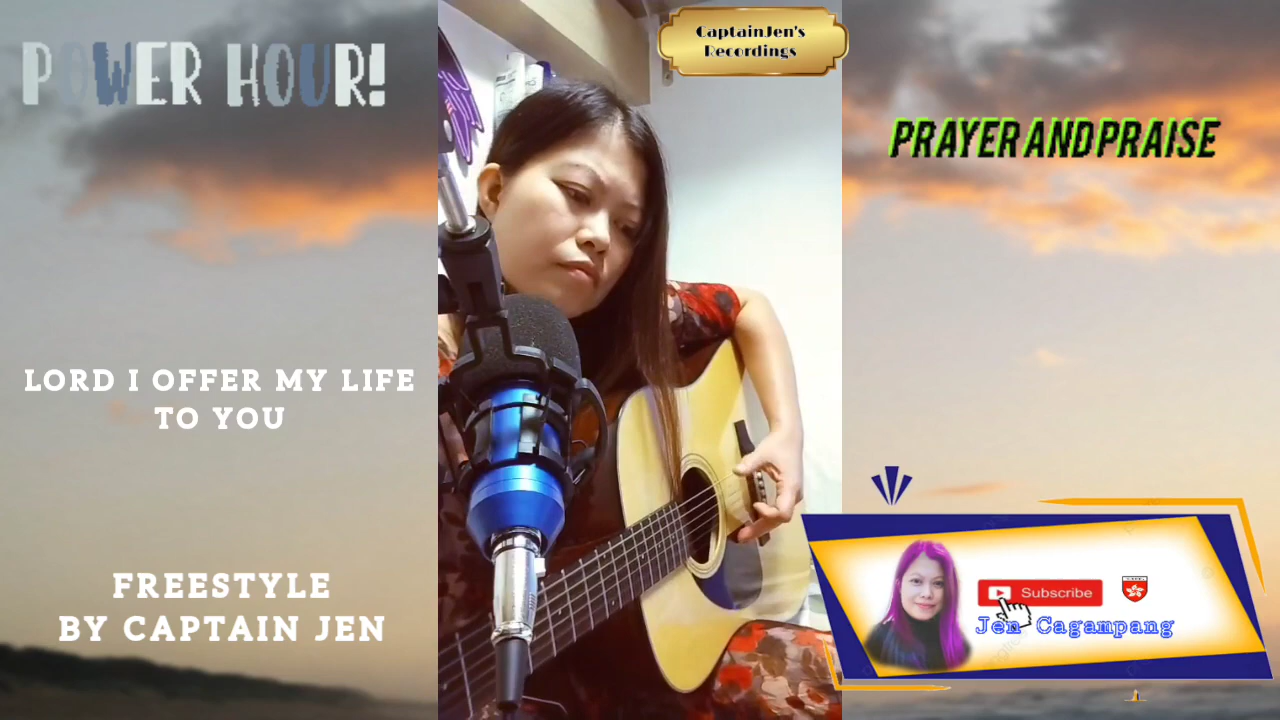 POWER HOUR!
LORD I OFFER MY LIFE
TO YOU
FREESTYLE
BY CAPTAIN JEN
CaptainJen's
Recordings
PRAYER AND PRAISE
Subscribe
Jen Cagampang